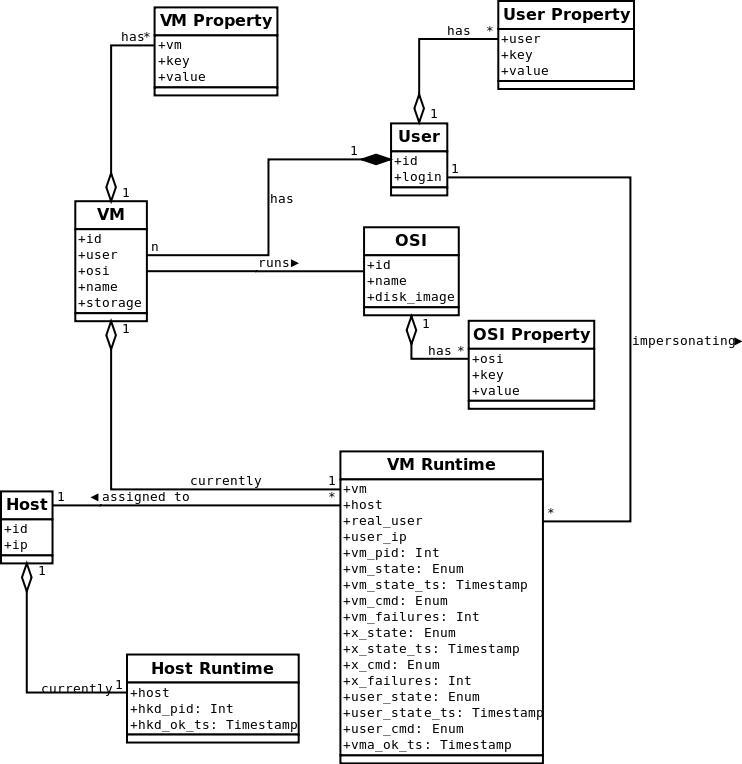 VM Property
+vm
+key
+value
has*
1
User Property
+user
+key
+value
has *
1
User
+id
+login
1
1
has
n
VM
+id
+user
+osi
+name
+storage
1
runs►
OSI
+id
+name
+disk_image
1
has *
OSI Property
+osi
+key
+value
impersonating►
*
currently 1
◄assigned to *
1
Host
+id
+ip
1
VM Runtime
+vm
+host
+real_user
+user_ip
+vm_pid: Int
+vm_state: Enum
+vm_state_ts: Timestamp
+vm_cmd: Enum
+vm_failures: Int
+x_state: Enum
+x_state_ts: Timestamp
+x_cmd: Enum
+x_failures: Int
+user_state: Enum
+user_state_ts: Timestamp
+user_cmd: Enum
+vma_ok_ts: Timestamp
currently 1
Host Runtime
+host
+hkd_pid: Int
+hkd_ok_ts: Timestamp